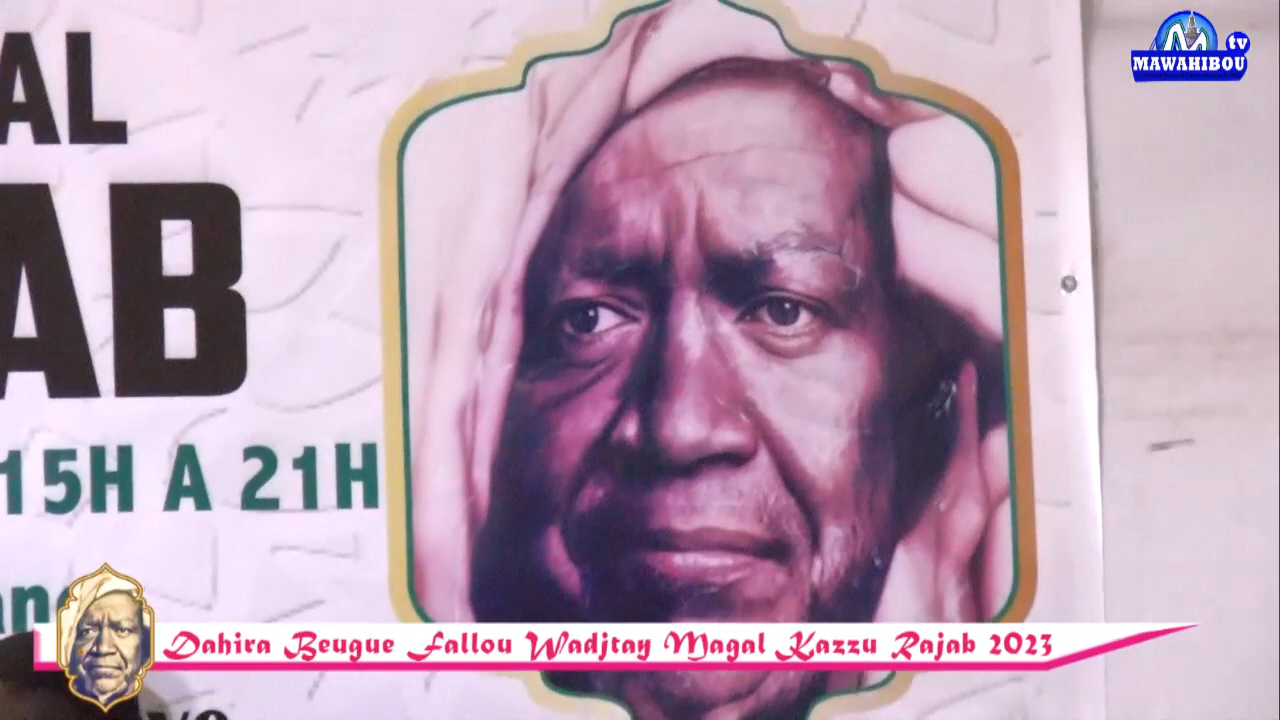 tv
MAWAHIBOU
AL
AB
15H A 21H
Dahira Beugue Fallou Wadjtay Magal Kazzu Rajab 2023